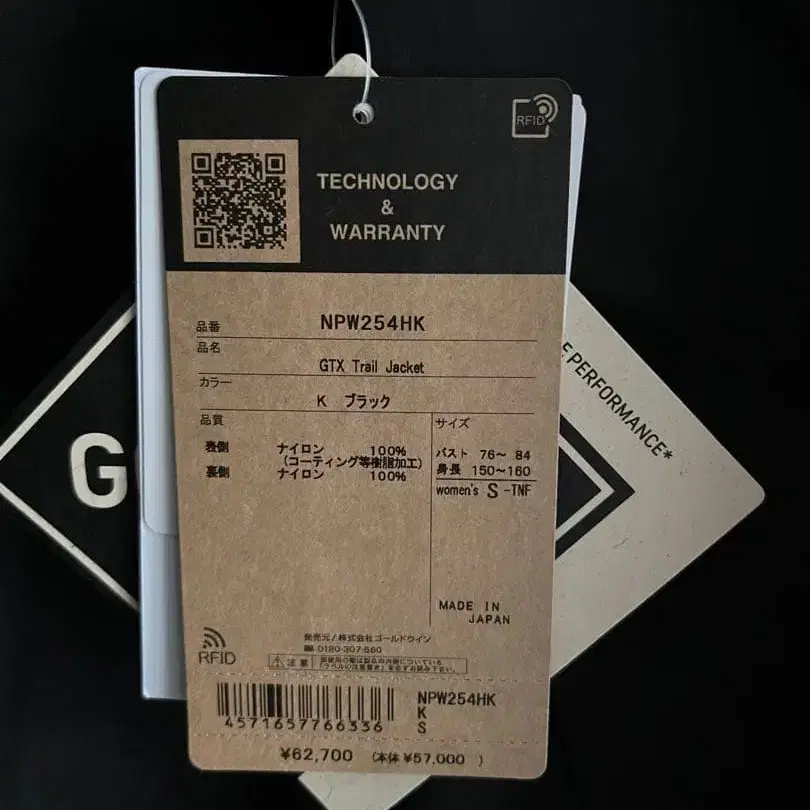 RFID
TECHNOLOGY
&
WARRANTY
品番 NPW254HK
品名
GTX Trail Jacket
カラー
K ブラック
品質
表側 ナイロン 100%
(コーティング等樹脂加工)
裏側 ナイロン 100%
サイズ
バスト 76〜 84
身長 150〜160
women's S -TNF
MADE IN
JAPAN
発売元/株式会社ゴールドウイン
☎0120-307-560
RFID
注意
NPW254HK
K
S
4571657766336
¥62,700 (本体 ¥57,000 )
G
E PERFORMANCE*